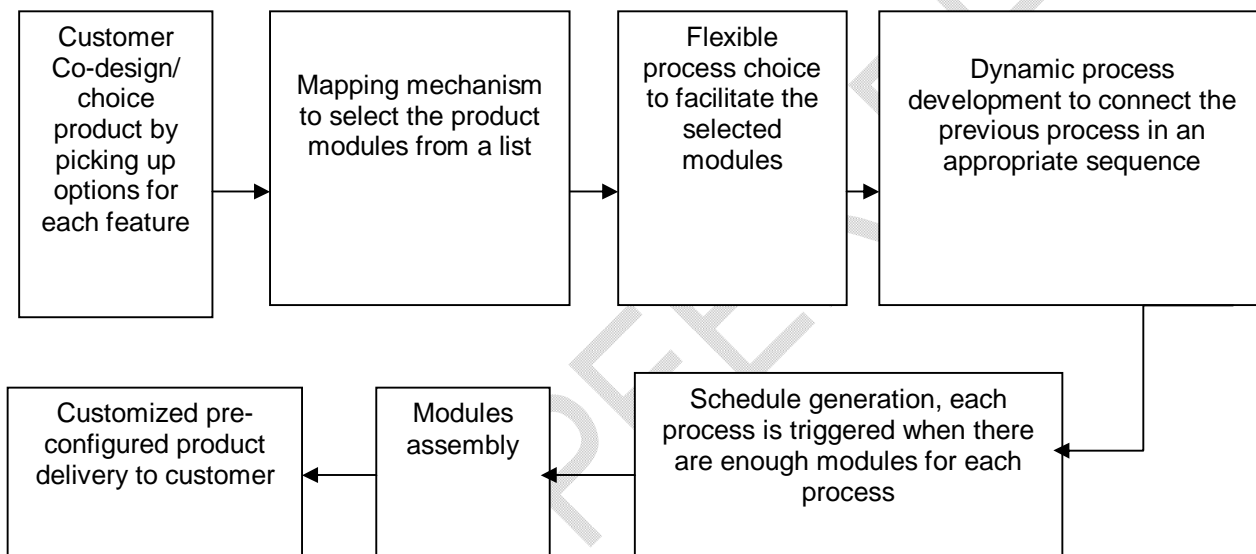 Customer
Co-design/
choice
product by
picking up
options for
each feature
Mapping mechanism
to select the product
modules from a list
Flexible
process choice
to facilitate the
selected
modules
Dynamic process
development to connect the
previous process in an
appropriate sequence
Schedule generation, each
process is triggered when there
are enough modules for each
process
Modules
assembly
Customized pre-
configured product
delivery to customer